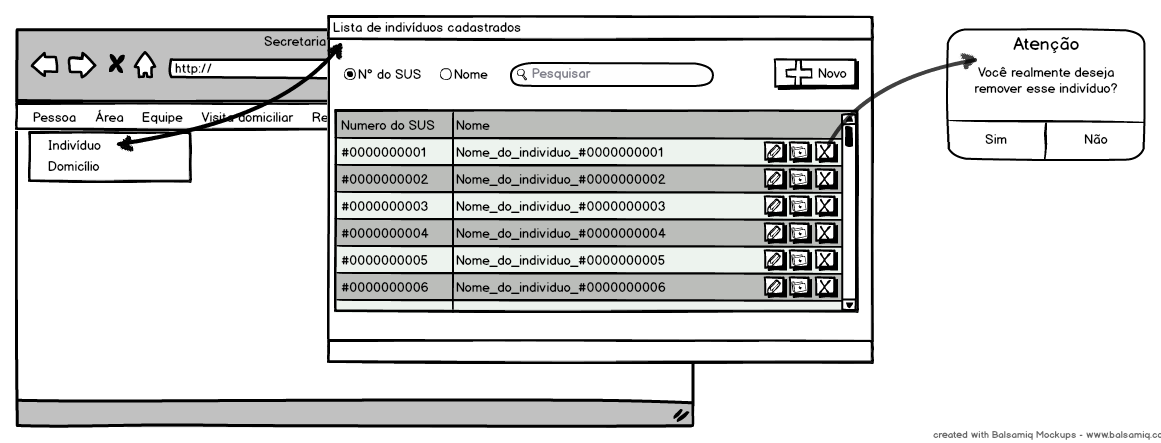 Secretaria
http://
Pessoa Área Equipe Visita domiciliar Re
Indivíduo
Domicílio
Lista de indivíduos cadastrados
Nº do SUS Nome Pesquisar Novo
Numero do SUS Nome
#0000000001 Nome_do_individuo_#0000000001
#0000000002 Nome_do_individuo_#0000000002
#0000000003 Nome_do_individuo_#0000000003
#0000000004 Nome_do_individuo_#0000000004
#0000000005 Nome_do_individuo_#0000000005
#0000000006 Nome_do_individuo_#0000000006
Atenção
Você realmente deseja
remover esse indivíduo?
Sim Não
created with Balsamiq Mockups - www.balsamiq.co